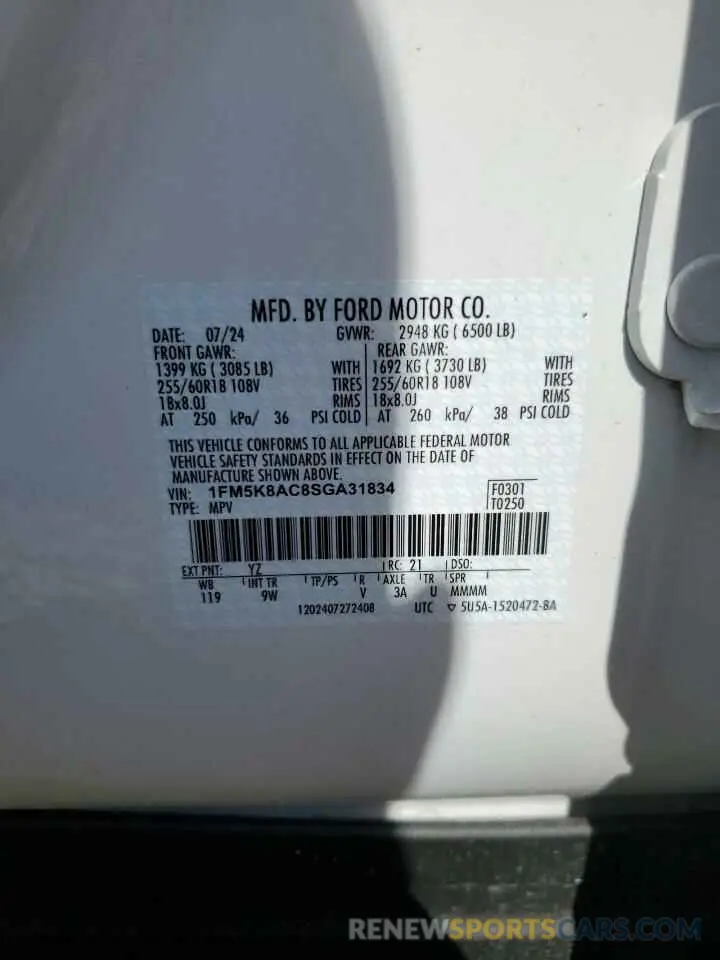 MFD. BY FORD MOTOR CO.
DATE: 07/24 GVWR: 2948 KG ( 6500 LB)
FRONT GAWR: REAR GAWR:
1399 KG ( 3085 LB) WITH 1692 KG ( 3730 LB) WITH
255/60R18 108V TIRES 255/60R18 108V TIRES
18x8.0J RIMS 18x8.0J RIMS
AT 250 kPa/ 36 PSI COLD AT 260 kPa/ 38 PSI COLD
THIS VEHICLE CONFORMS TO ALL APPLICABLE FEDERAL MOTOR
VEHICLE SAFETY STANDARDS IN EFFECT ON THE DATE OF
MANUFACTURE SHOWN ABOVE.
VIN: 1FM5K8AC8SGA31834 F0301
TYPE: MPV T0250
EXT PNT: YZ RC: 21 DSO:
WB INT TR TP/PS R AXLE TR SPR
119 9W V 3A U MMMM
1202407272408 UTC ▽ 5U5A-1520472-BA
RENEWSPORTSCARS.COM